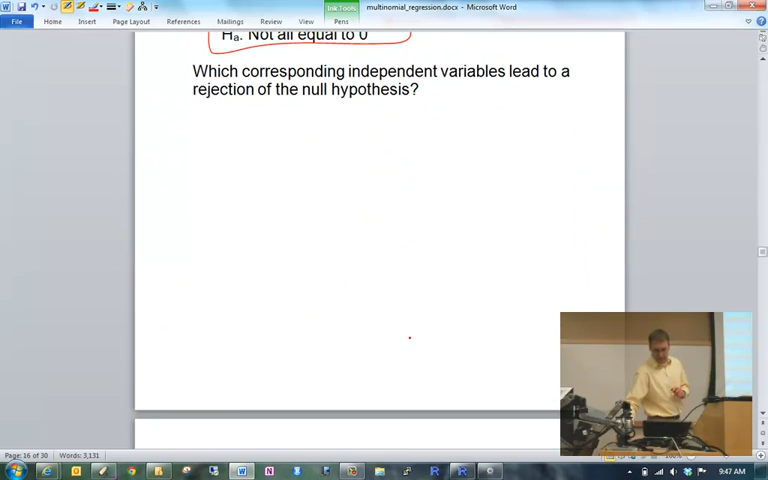 multinomial_regression.docx - Microsoft Word
Ink Tools
File Home Insert Page Layout References Mailings Review View Pens
Hₐ: Not all equal to 0
Which corresponding independent variables lead to a
rejection of the null hypothesis?
Page: 16 of 30 Words: 3,131
9:47 AM